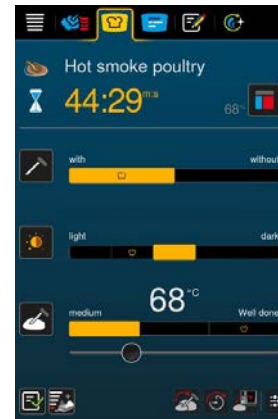 Hot smoke poultry
44:29 m:s
68°
with without
light dark
68 °C
medium Well done